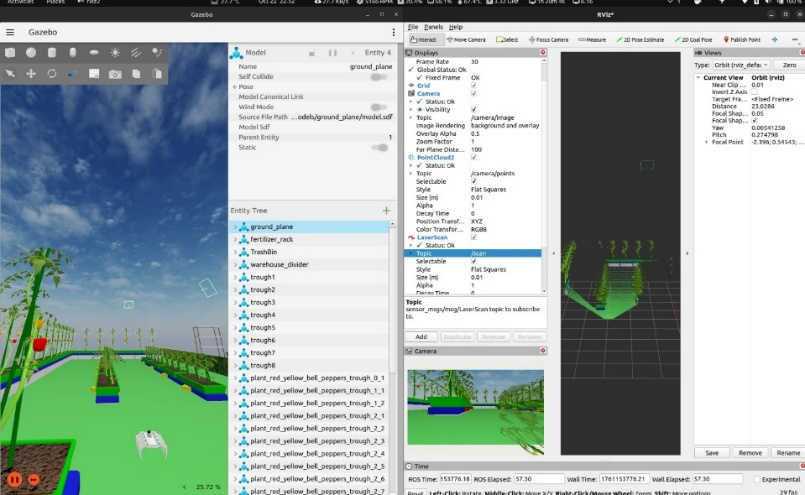 Activities Places
Oct 22 22:52
Gazebo
Gazebo
Model Entity 4
Name ground_plane
Self Collide
Pose
Model Canonical Link
Wind Mode
Source File Path ...odels/ground_plane/model.sdf
Model Sdf
Parent Entity 1
Static
Entity Tree
ground_plane
fertilizer_rack
TrashBin
warehouse_divider
trough1
trough2
trough3
trough4
trough5
trough6
trough7
trough8
plant_red_yellow_bell_peppers_trough_0_1
plant_red_yellow_bell_peppers_trough_1_1
plant_red_yellow_bell_peppers_trough_1_2
plant_red_yellow_bell_peppers_trough_2_1
plant_red_yellow_bell_peppers_trough_2_2
plant_red_yellow_bell_peppers_trough_2_3
plant_red_yellow_bell_peppers_trough_2_4
plant_red_yellow_bell_peppers_trough_2_5
plant_red_yellow_bell_peppers_trough_2_6
plant_red_yellow_bell_peppers_trough_2_7
25.72 %
RViz*
File Panels Help
Interact Move Camera Select Focus Camera Measure 2D Pose Estimate 2D Goal Pose Publish Point
Displays
Frame Rate 30
Global Status: Ok
Fixed Frame OK
Grid
Camera
Status: Ok
Visibility
Topic /camera/image
Image Rendering background and overlay
Overlay Alpha 0.5
Zoom Factor 1
Far Plane Dista... 100
PointCloud2
Status: Ok
Topic /camera/points
Selectable
Style Flat Squares
Size (m) 0.01
Alpha 1
Decay Time 0
Position Transf... XYZ
Color Transfor... RGB8
LaserScan
Status: Ok
Topic /scan
Selectable
Style Flat Squares
Size (m) 0.01
Alpha 1
Decay Time 0
Topic
sensor_msgs/msg/LaserScan topic to subscribe
to.
Add Duplicate Remove Rename
Camera
Views
Type: Orbit (rviz_defau Zero
Current View Orbit (rviz)
Near Clip ... 0.01
Invert Z Axis
Target Fra... <Fixed Frame>
Distance 23.0286
Focal Shap... 0.05
Focal Shap...
Yaw 0.00541258
Pitch 0.274798
Focal Point -2.396; 0.54543;...
Save Remove Rename
Time
ROS Time: 153776.18 ROS Elapsed: 57.30 Wall Time: 1761153776.21 Wall Elapsed: 57.30 Experimental
Reset Left-Click: Rotate. Middle-Click: Move X/Y. Right-Click/Mouse Wheel: Zoom. Shift: More options. 29 fps